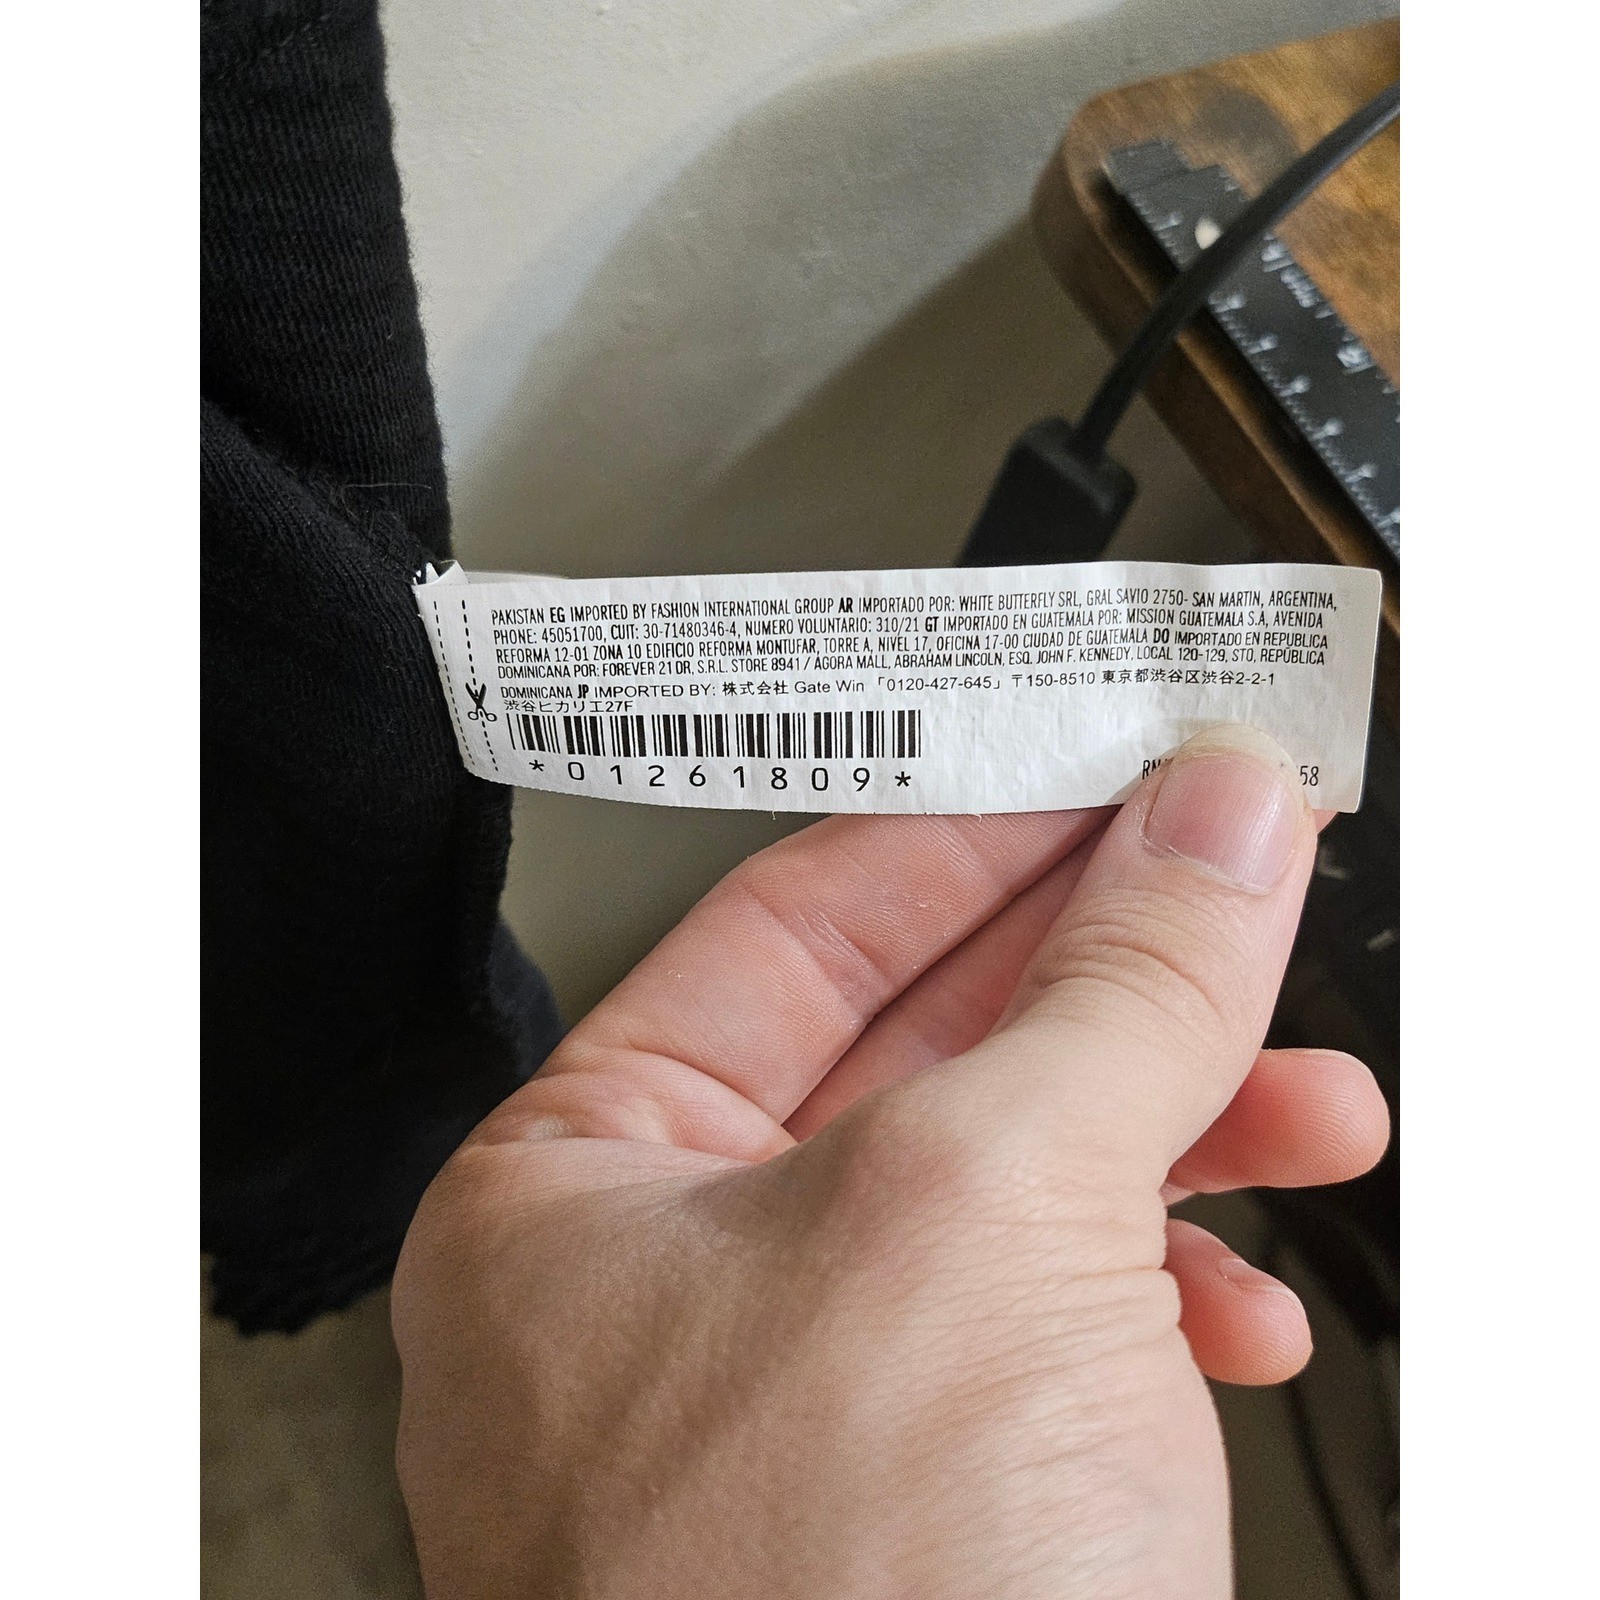 PAKISTAN EG IMPORTED BY FASHION INTERNATIONAL GROUP AR IMPORTADO POR: WHITE BUTTERFLY SRL, GRAL SAVIO 2750- SAN MARTIN, ARGENTINA,
PHONE: 45051700, CUIT: 30-71480346-4, NUMERO VOLUNTARIO: 310/21 GT IMPORTADO EN GUATEMALA POR: MISSION GUATEMALA S.A, AVENIDA
REFORMA 12-01 ZONA 10 EDIFICIO REFORMA MONTUFAR, TORRE A, NIVEL 17, OFICINA 17-00 CIUDAD DE GUATEMALA DO IMPORTADO EN REPUBLICA
DOMINICANA POR: FOREVER 21 DR, S.R.L. STORE 8941 / AGORA MALL, ABRAHAM LINCOLN, ESQ. JOHN F. KENNEDY, LOCAL 120-129, STO, REPÚBLICA
DOMINICANA JP IMPORTED BY: 株式会社 Gate Win 「0120-427-645」〒150-8510 東京都渋谷区渋谷2-2-1
渋谷ヒカリエ27F
*01261809*
58